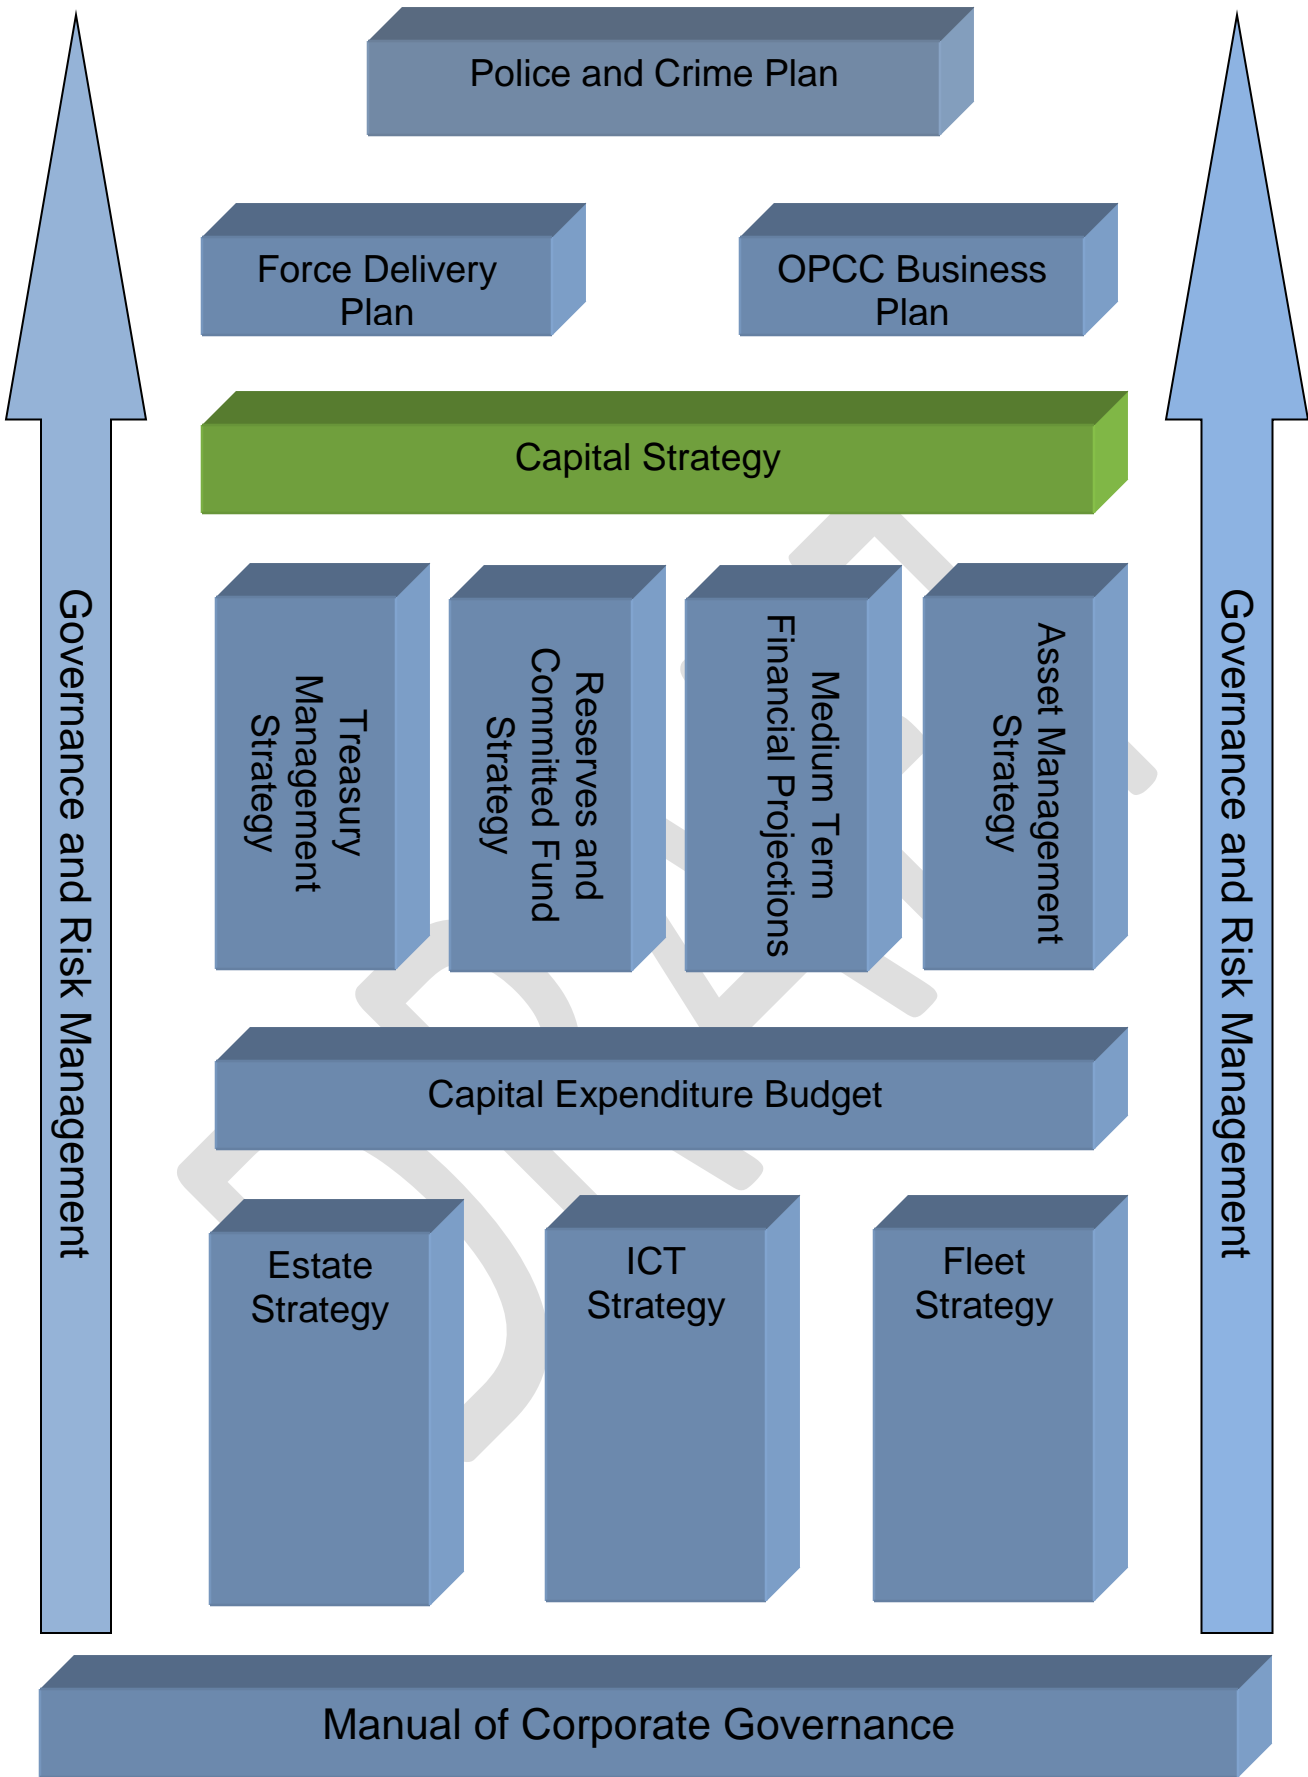 Police and Crime Plan
Force Delivery
Plan
OPCC Business
Plan
Capital Strategy
Governance and Risk Management
Treasury
Management
Strategy
Reserves and
Committed Fund
Strategy
Medium Term
Financial Projections
Asset Management
Strategy
Governance and Risk Management
DRAFT
Capital Expenditure Budget
Estate
Strategy
ICT
Strategy
Fleet
Strategy
Manual of Corporate Governance